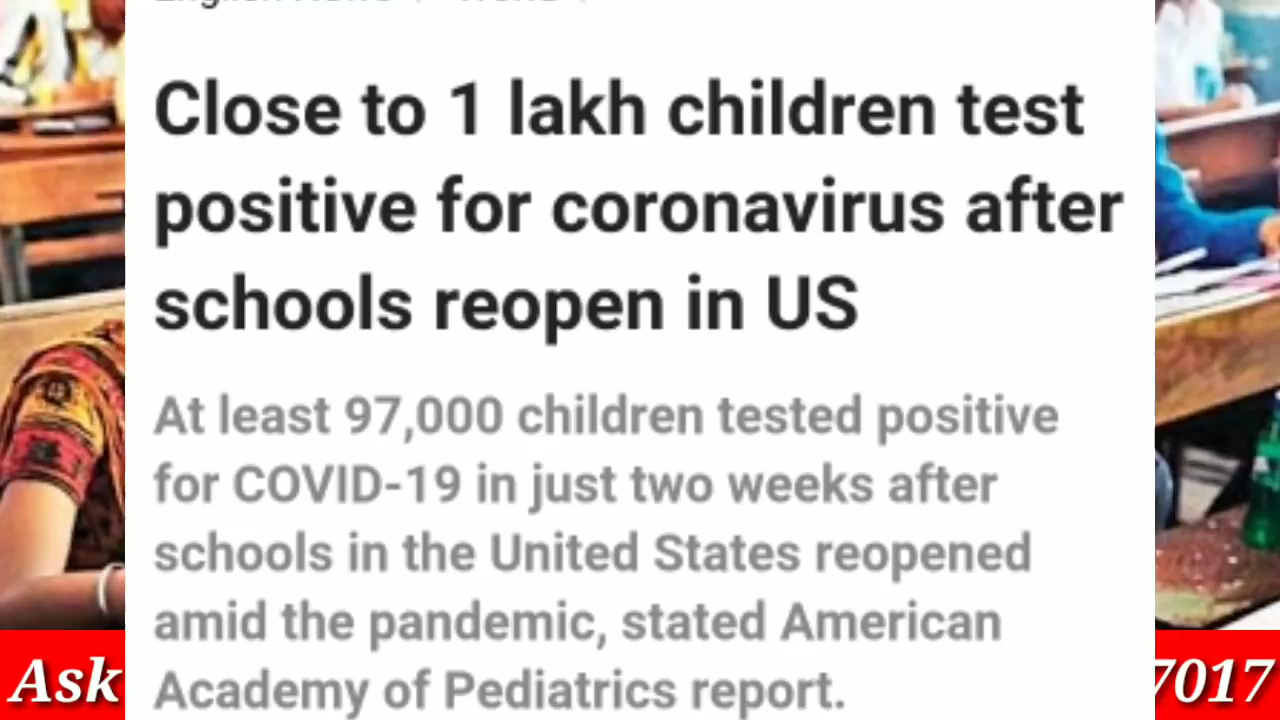 Close to 1 lakh children test
positive for coronavirus after
schools reopen in US
At least 97,000 children tested positive
for COVID-19 in just two weeks after
schools in the United States reopened
amid the pandemic, stated American
Academy of Pediatrics report.
Ask
7017